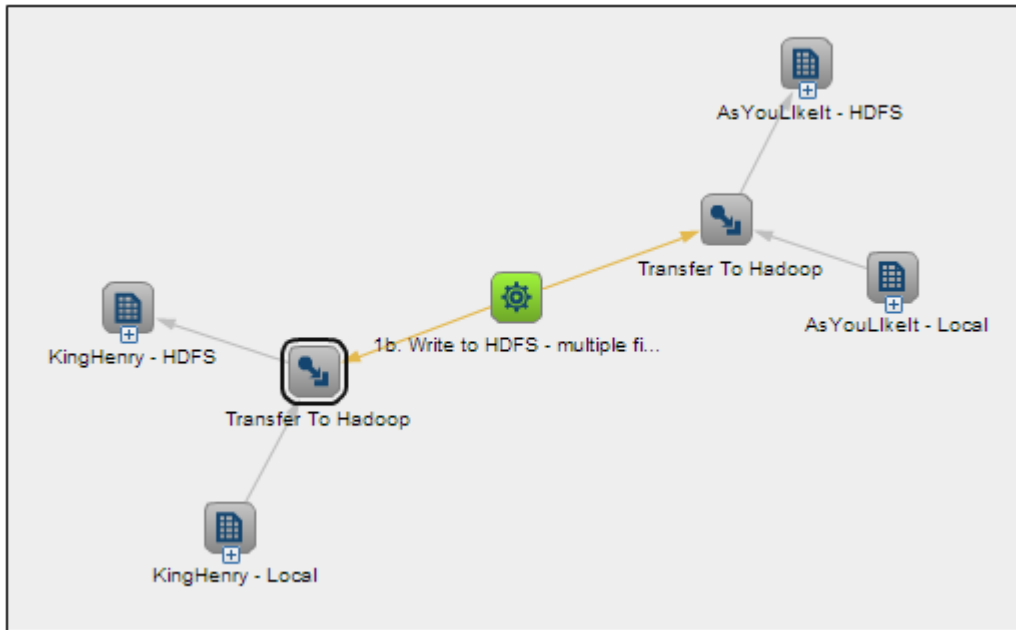 AsYouLIkeIt - HDFS
Transfer To Hadoop
AsYouLIkeIt - Local
1b. Write to HDFS - multiple fi...
KingHenry - HDFS
Transfer To Hadoop
KingHenry - Local